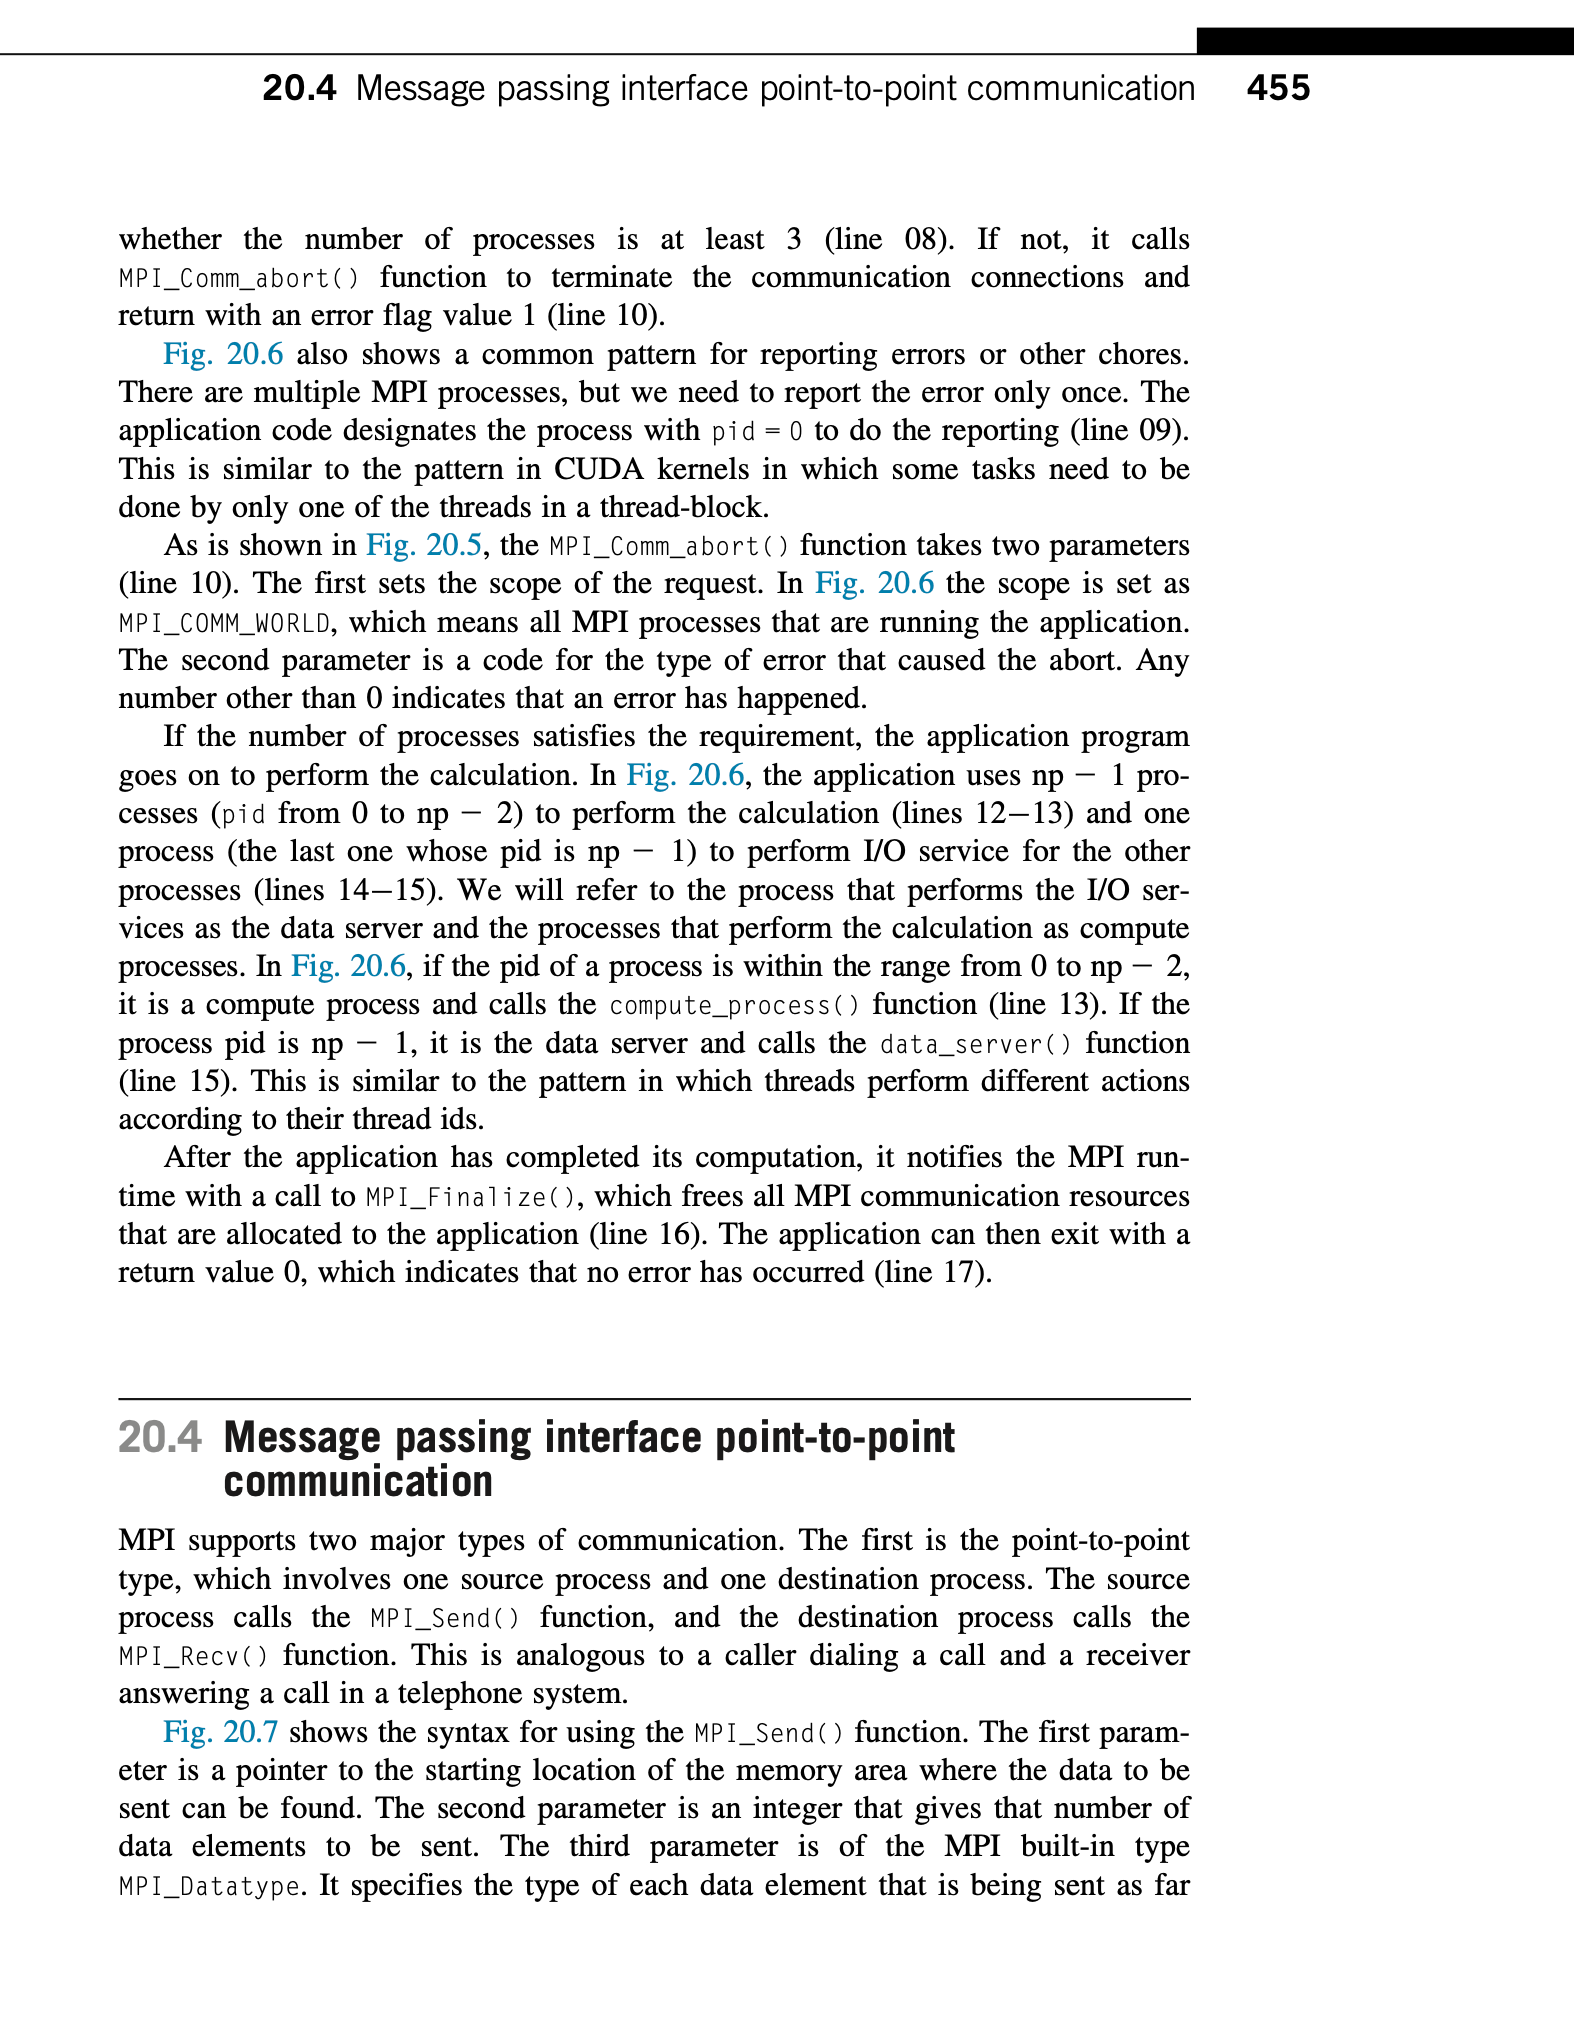 20.4 Message passing interface point-to-point communication 455
whether the number of processes is at least 3 (line 08). If not, it calls
MPI_Comm_abort() function to terminate the communication connections and
return with an error flag value 1 (line 10).
Fig. 20.6 also shows a common pattern for reporting errors or other chores.
There are multiple MPI processes, but we need to report the error only once. The
application code designates the process with pid = 0 to do the reporting (line 09).
This is similar to the pattern in CUDA kernels in which some tasks need to be
done by only one of the threads in a thread-block.
As is shown in Fig. 20.5, the MPI_Comm_abort() function takes two parameters
(line 10). The first sets the scope of the request. In Fig. 20.6 the scope is set as
MPI_COMM_WORLD, which means all MPI processes that are running the application.
The second parameter is a code for the type of error that caused the abort. Any
number other than 0 indicates that an error has happened.
If the number of processes satisfies the requirement, the application program
goes on to perform the calculation. In Fig. 20.6, the application uses np − 1 pro-
cesses (pid from 0 to np − 2) to perform the calculation (lines 12–13) and one
process (the last one whose pid is np − 1) to perform I/O service for the other
processes (lines 14–15). We will refer to the process that performs the I/O ser-
vices as the data server and the processes that perform the calculation as compute
processes. In Fig. 20.6, if the pid of a process is within the range from 0 to np − 2,
it is a compute process and calls the compute_process() function (line 13). If the
process pid is np − 1, it is the data server and calls the data_server() function
(line 15). This is similar to the pattern in which threads perform different actions
according to their thread ids.
After the application has completed its computation, it notifies the MPI run-
time with a call to MPI_Finalize(), which frees all MPI communication resources
that are allocated to the application (line 16). The application can then exit with a
return value 0, which indicates that no error has occurred (line 17).
20.4 Message passing interface point-to-point
communication
MPI supports two major types of communication. The first is the point-to-point
type, which involves one source process and one destination process. The source
process calls the MPI_Send() function, and the destination process calls the
MPI_Recv() function. This is analogous to a caller dialing a call and a receiver
answering a call in a telephone system.
Fig. 20.7 shows the syntax for using the MPI_Send() function. The first param-
eter is a pointer to the starting location of the memory area where the data to be
sent can be found. The second parameter is an integer that gives that number of
data elements to be sent. The third parameter is of the MPI built-in type
MPI_Datatype. It specifies the type of each data element that is being sent as far